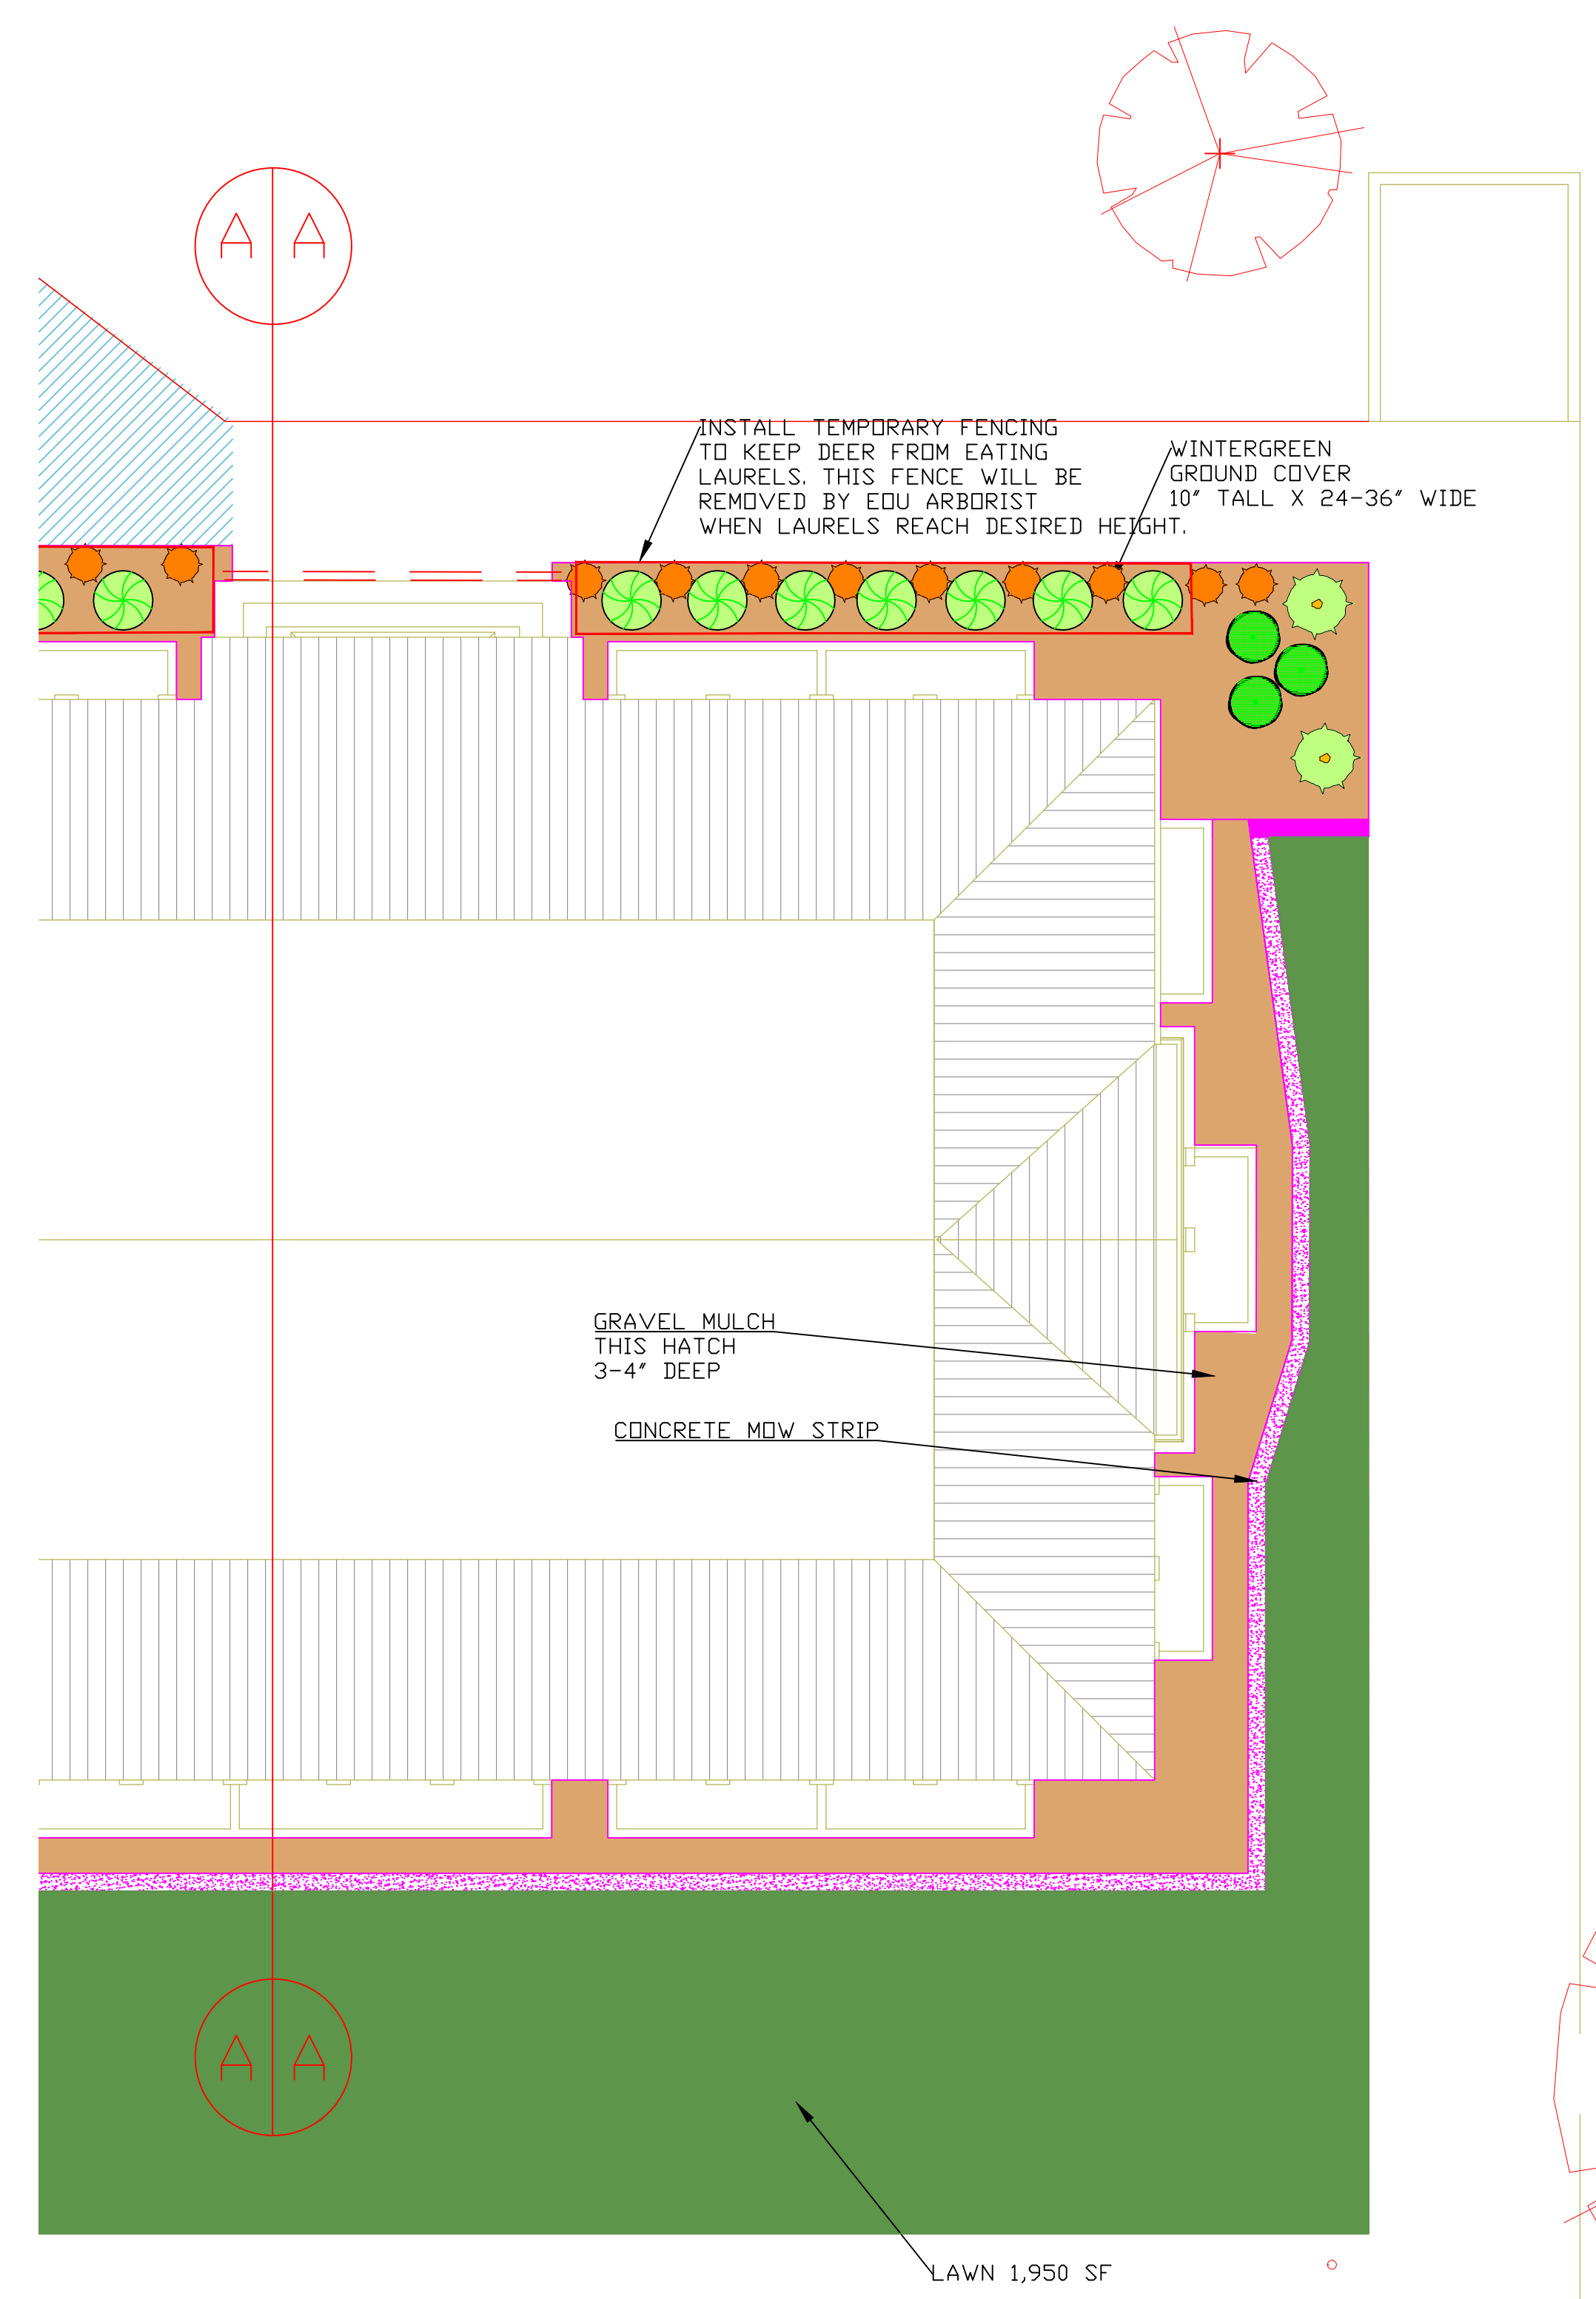 A A
INSTALL TEMPORARY FENCING
TO KEEP DEER FROM EATING
LAURELS. THIS FENCE WILL BE
REMOVED BY EOU ARBORIST
WHEN LAURELS REACH DESIRED HEIGHT.
WINTERGREEN
GROUND COVER
10" TALL X 24-36" WIDE
GRAVEL MULCH
THIS HATCH
3-4" DEEP
CONCRETE MOW STRIP
A A
LAWN 1,950 SF